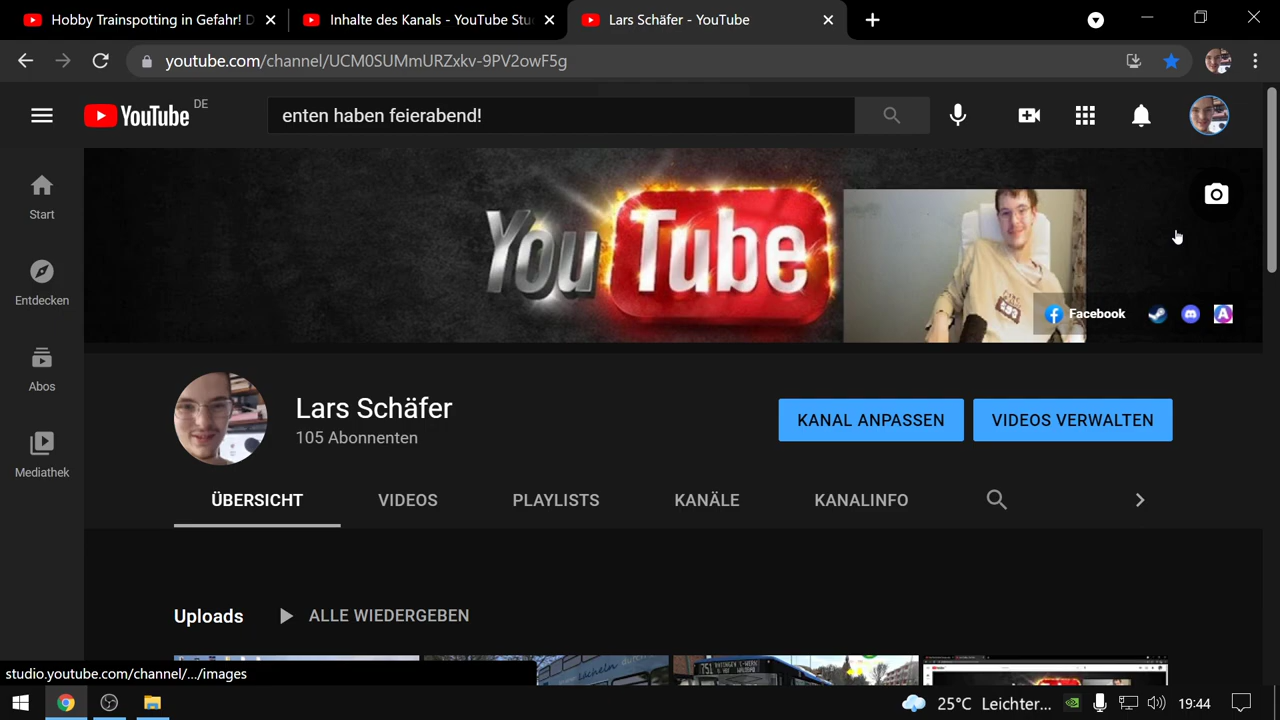 Hobby Trainspotting in Gefahr! D
Inhalte des Kanals - YouTube Stu
Lars Schäfer - YouTube
youtube.com/channel/UCM0SUMmURZxkv-9PV2owF5g
YouTube DE
enten haben feierabend!
Start
Entdecken
Abos
Mediathek
YouTube
Facebook
Lars Schäfer
105 Abonnenten
KANAL ANPASSEN
VIDEOS VERWALTEN
ÜBERSICHT
VIDEOS
PLAYLISTS
KANÄLE
KANALINFO
Uploads
ALLE WIEDERGEBEN
studio.youtube.com/channel/.../images
25°C Leichter... 19:44